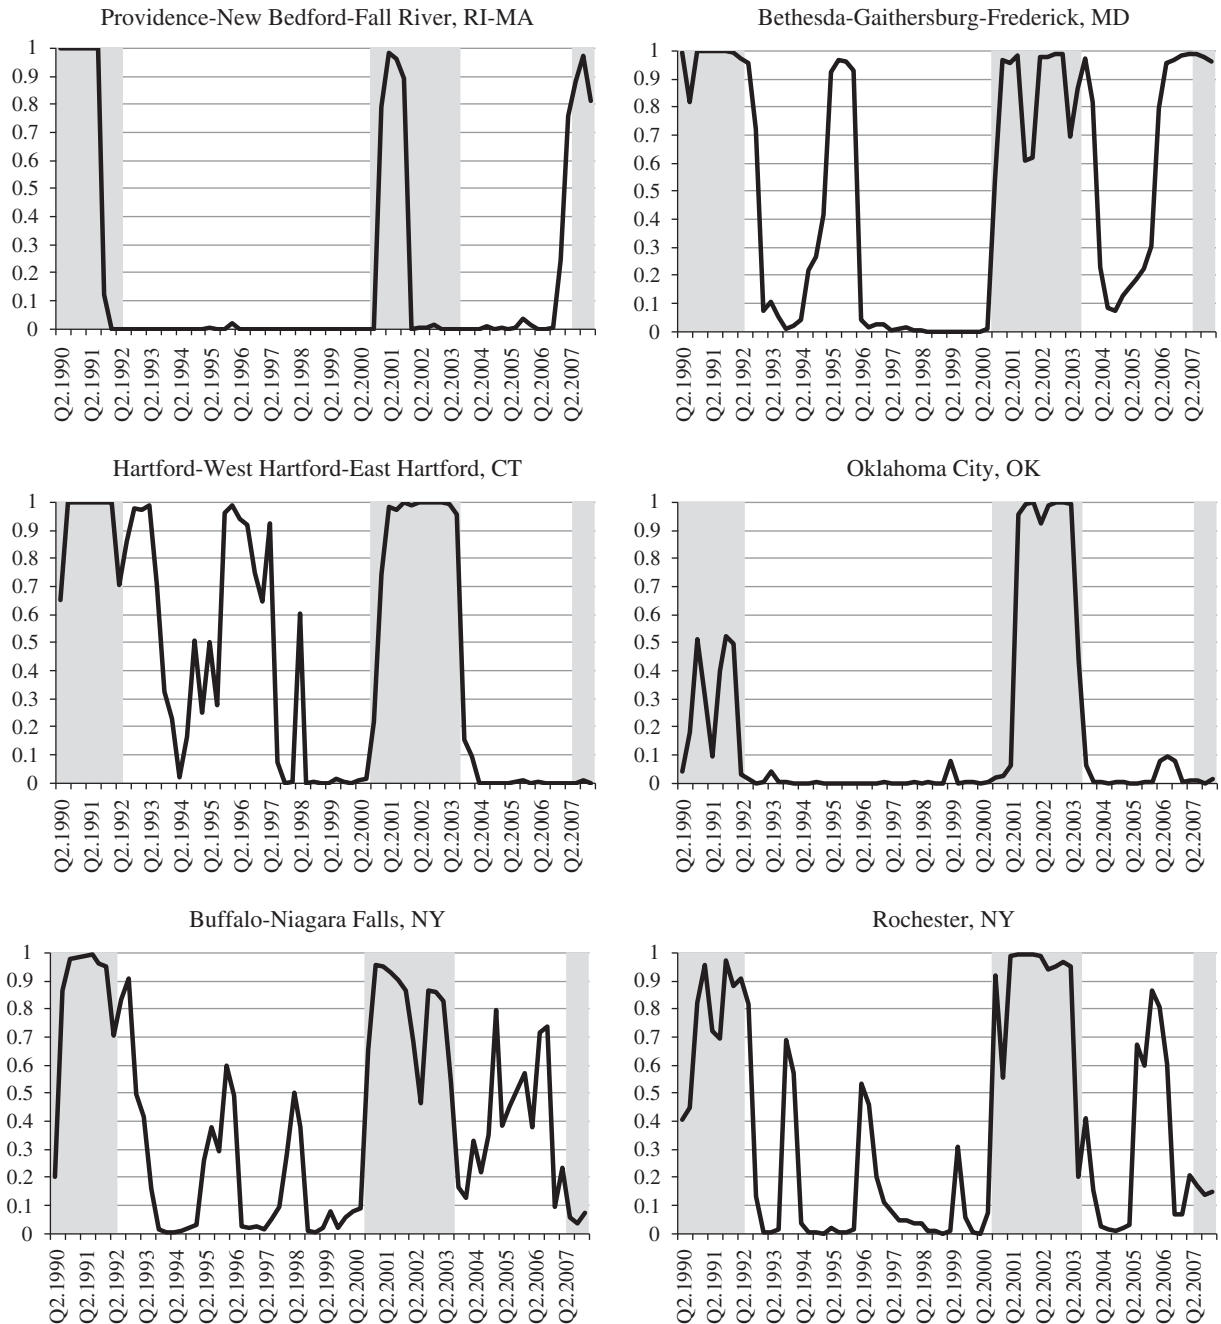 Providence-New Bedford-Fall River, RI-MA
1
0.9
0.8
0.7
0.6
0.5
0.4
0.3
0.2
0.1
0
Q2.1990
Q2.1991
Q2.1992
Q2.1993
Q2.1994
Q2.1995
Q2.1996
Q2.1997
Q2.1998
Q2.1999
Q2.2000
Q2.2001
Q2.2002
Q2.2003
Q2.2004
Q2.2005
Q2.2006
Q2.2007
Bethesda-Gaithersburg-Frederick, MD
1
0.9
0.8
0.7
0.6
0.5
0.4
0.3
0.2
0.1
0
Q2.1990
Q2.1991
Q2.1992
Q2.1993
Q2.1994
Q2.1995
Q2.1996
Q2.1997
Q2.1998
Q2.1999
Q2.2000
Q2.2001
Q2.2002
Q2.2003
Q2.2004
Q2.2005
Q2.2006
Q2.2007
Hartford-West Hartford-East Hartford, CT
1
0.9
0.8
0.7
0.6
0.5
0.4
0.3
0.2
0.1
0
Q2.1990
Q2.1991
Q2.1992
Q2.1993
Q2.1994
Q2.1995
Q2.1996
Q2.1997
Q2.1998
Q2.1999
Q2.2000
Q2.2001
Q2.2002
Q2.2003
Q2.2004
Q2.2005
Q2.2006
Q2.2007
Oklahoma City, OK
1
0.9
0.8
0.7
0.6
0.5
0.4
0.3
0.2
0.1
0
Q2.1990
Q2.1991
Q2.1992
Q2.1993
Q2.1994
Q2.1995
Q2.1996
Q2.1997
Q2.1998
Q2.1999
Q2.2000
Q2.2001
Q2.2002
Q2.2003
Q2.2004
Q2.2005
Q2.2006
Q2.2007
Buffalo-Niagara Falls, NY
1
0.9
0.8
0.7
0.6
0.5
0.4
0.3
0.2
0.1
0
Q2.1990
Q2.1991
Q2.1992
Q2.1993
Q2.1994
Q2.1995
Q2.1996
Q2.1997
Q2.1998
Q2.1999
Q2.2000
Q2.2001
Q2.2002
Q2.2003
Q2.2004
Q2.2005
Q2.2006
Q2.2007
Rochester, NY
1
0.9
0.8
0.7
0.6
0.5
0.4
0.3
0.2
0.1
0
Q2.1990
Q2.1991
Q2.1992
Q2.1993
Q2.1994
Q2.1995
Q2.1996
Q2.1997
Q2.1998
Q2.1999
Q2.2000
Q2.2001
Q2.2002
Q2.2003
Q2.2004
Q2.2005
Q2.2006
Q2.2007